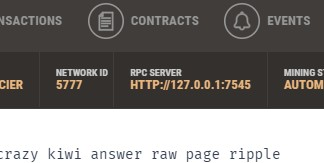 NSACTIONS CONTRACTS EVENTS
NETWORK ID RPC SERVER MINING ST
CIER 5777 HTTP://127.0.0.1:7545 AUTOM
crazy kiwi answer raw page ripple